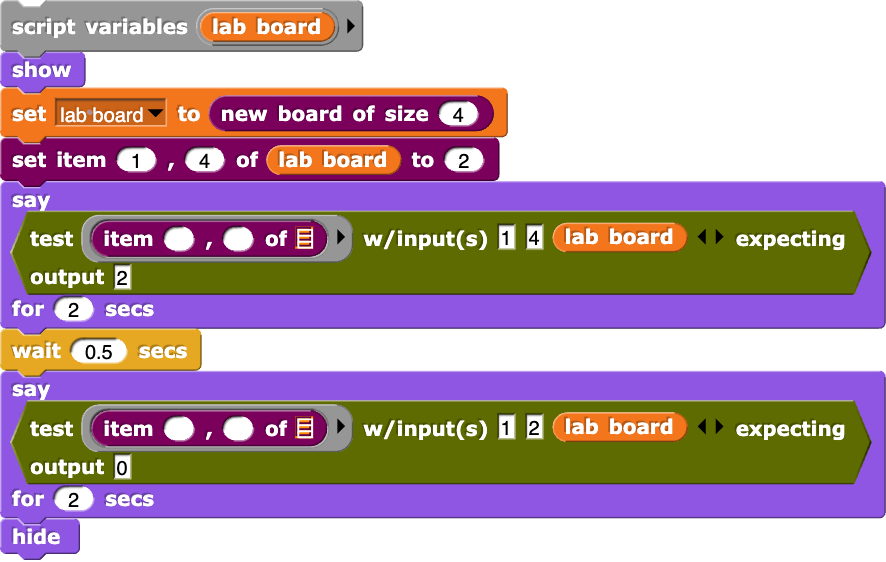 script variables lab board
show
set lab board to new board of size 4
set item 1 , 4 of lab board to 2
say
test item , of w/input(s) 1 4 lab board expecting
output 2
for 2 secs
wait 0.5 secs
say
test item , of w/input(s) 1 2 lab board expecting
output 0
for 2 secs
hide